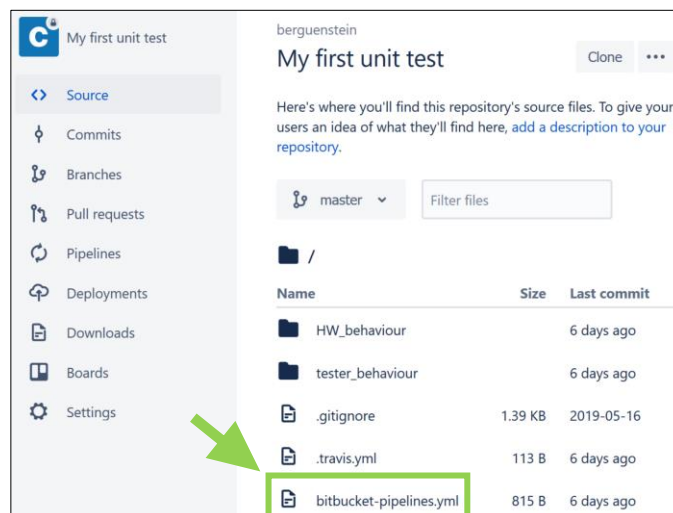 C
My first unit test
Source
Commits
Branches
Pull requests
Pipelines
Deployments
Downloads
Boards
Settings
berguenstein
My first unit test
Clone
Here's where you'll find this repository's source files. To give your
users an idea of what they'll find here, add a description to your
repository.
master
Filter files
/
Name Size Last commit
HW_behaviour 6 days ago
tester_behaviour 6 days ago
.gitignore 1.39 KB 2019-05-16
.travis.yml 113 B 6 days ago
bitbucket-pipelines.yml 815 B 6 days ago